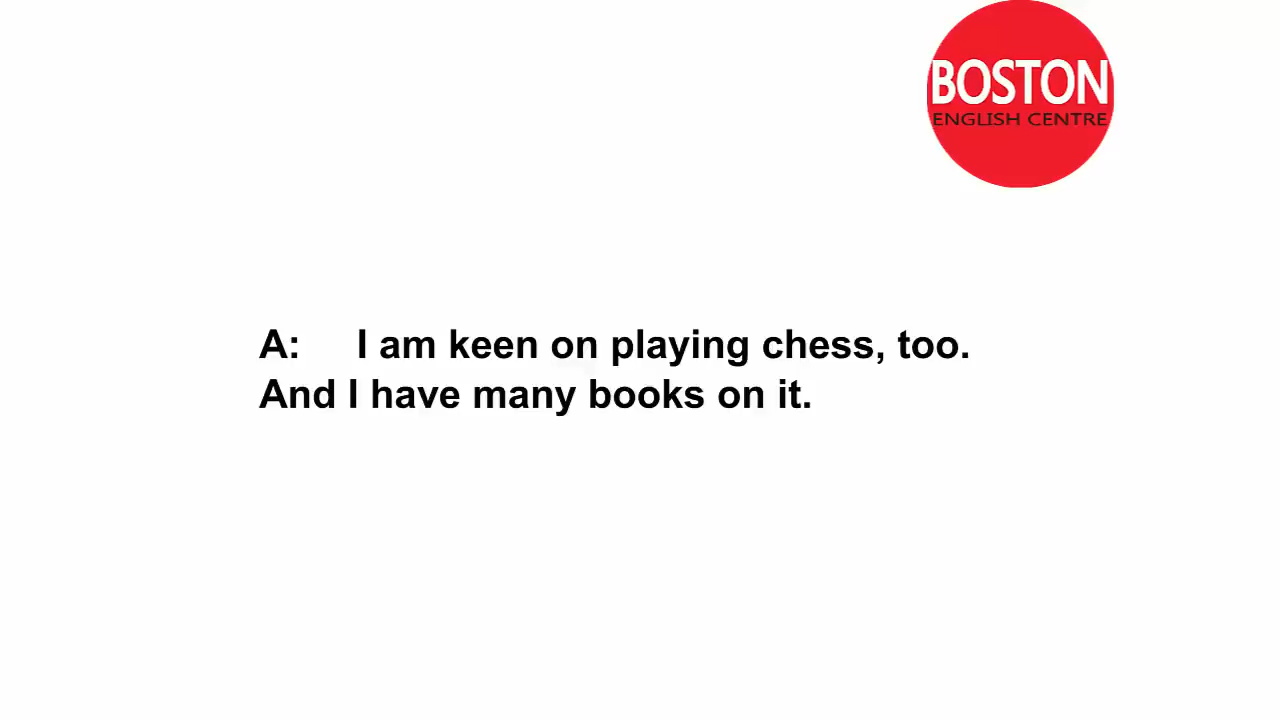 BOSTON
ENGLISH CENTRE
A: I am keen on playing chess, too.
And I have many books on it.